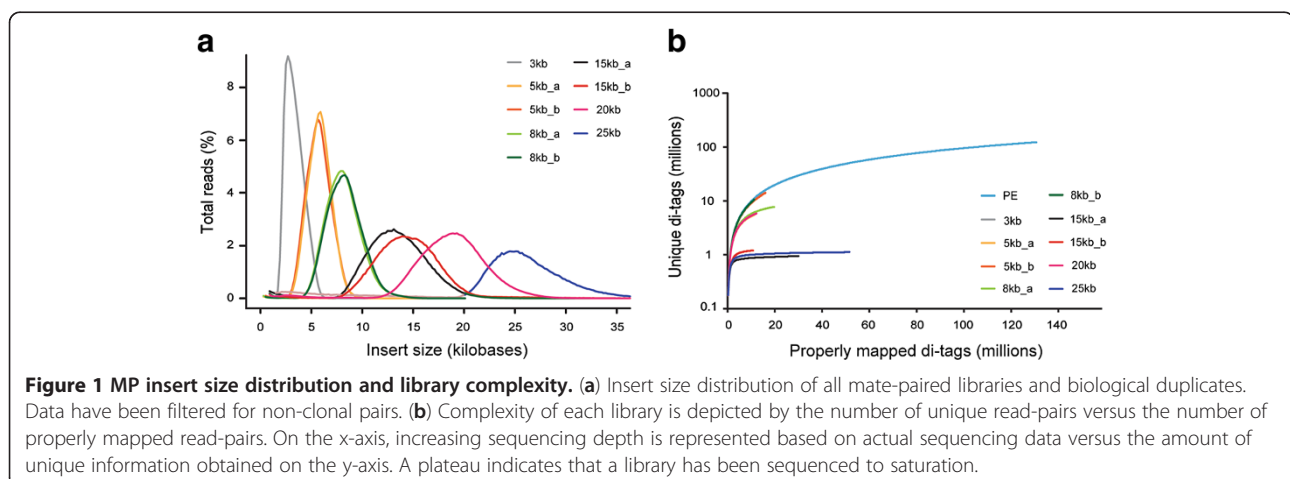 a
Total reads (%)
8
6
4
2
0
0 5 10 15 20 25 30 35
Insert size (kilobases)
3kb
5kb_a
5kb_b
8kb_a
8kb_b
15kb_a
15kb_b
20kb
25kb
b
Unique di-tags (millions)
1000
100
10
1
0.1
0 20 40 60 80 100 120 140
Properly mapped di-tags (millions)
PE
3kb
5kb_a
5kb_b
8kb_a
8kb_b
15kb_a
15kb_b
20kb
25kb
Figure 1 MP insert size distribution and library complexity. (a) Insert size distribution of all mate-paired libraries and biological duplicates.
Data have been filtered for non-clonal pairs. (b) Complexity of each library is depicted by the number of unique read-pairs versus the number of
properly mapped read-pairs. On the x-axis, increasing sequencing depth is represented based on actual sequencing data versus the amount of
unique information obtained on the y-axis. A plateau indicates that a library has been sequenced to saturation.